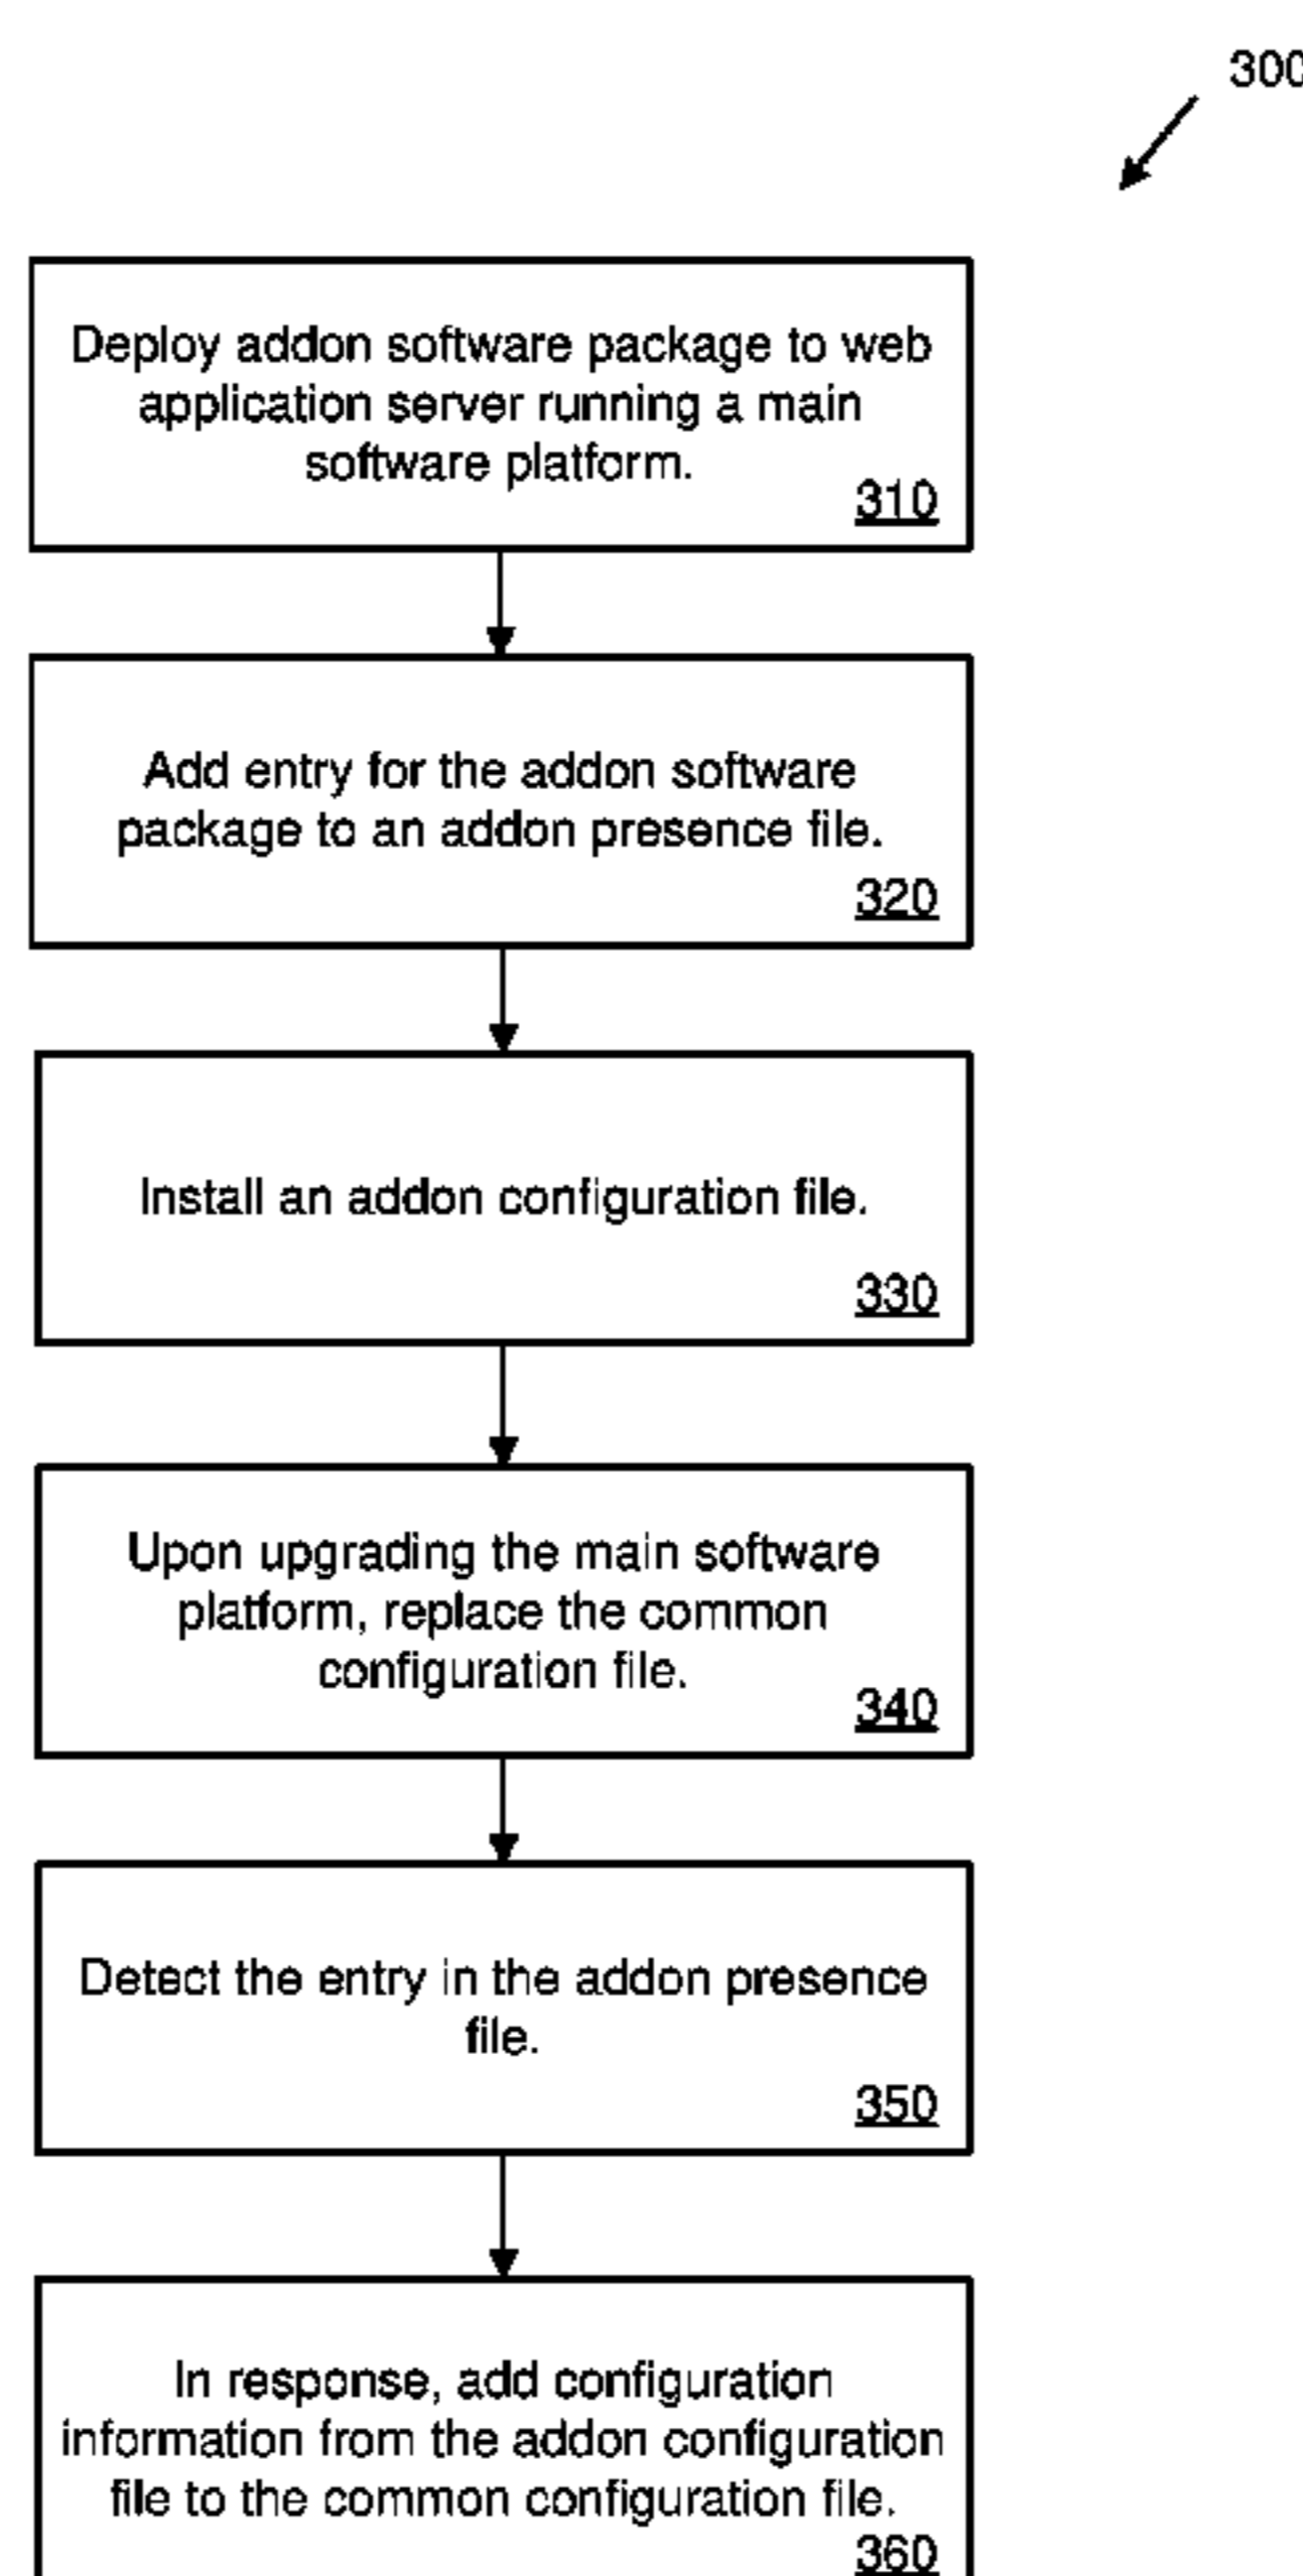 300
Deploy addon software package to web
application server running a main
software platform.
310
Add entry for the addon software
package to an addon presence file.
320
Install an addon configuration file.
330
Upon upgrading the main software
platform, replace the common
configuration file.
340
Detect the entry in the addon presence
file.
350
In response, add configuration
information from the addon configuration
file to the common configuration file.
360